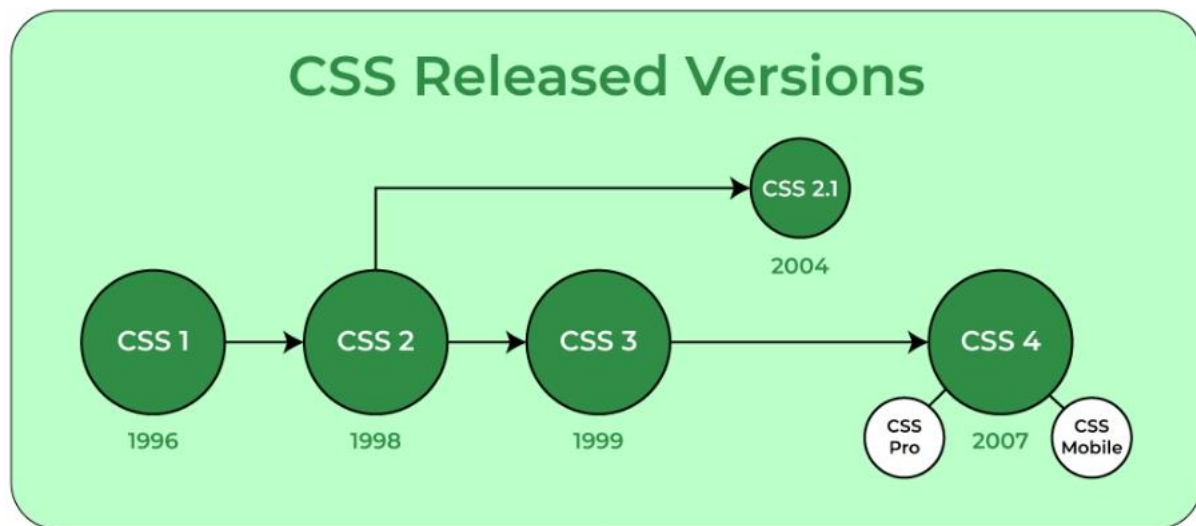 CSS Released Versions
CSS 2.1
2004
CSS 1
CSS 2
CSS 3
CSS 4
1996
1998
1999
CSS
Pro
2007
CSS
Mobile